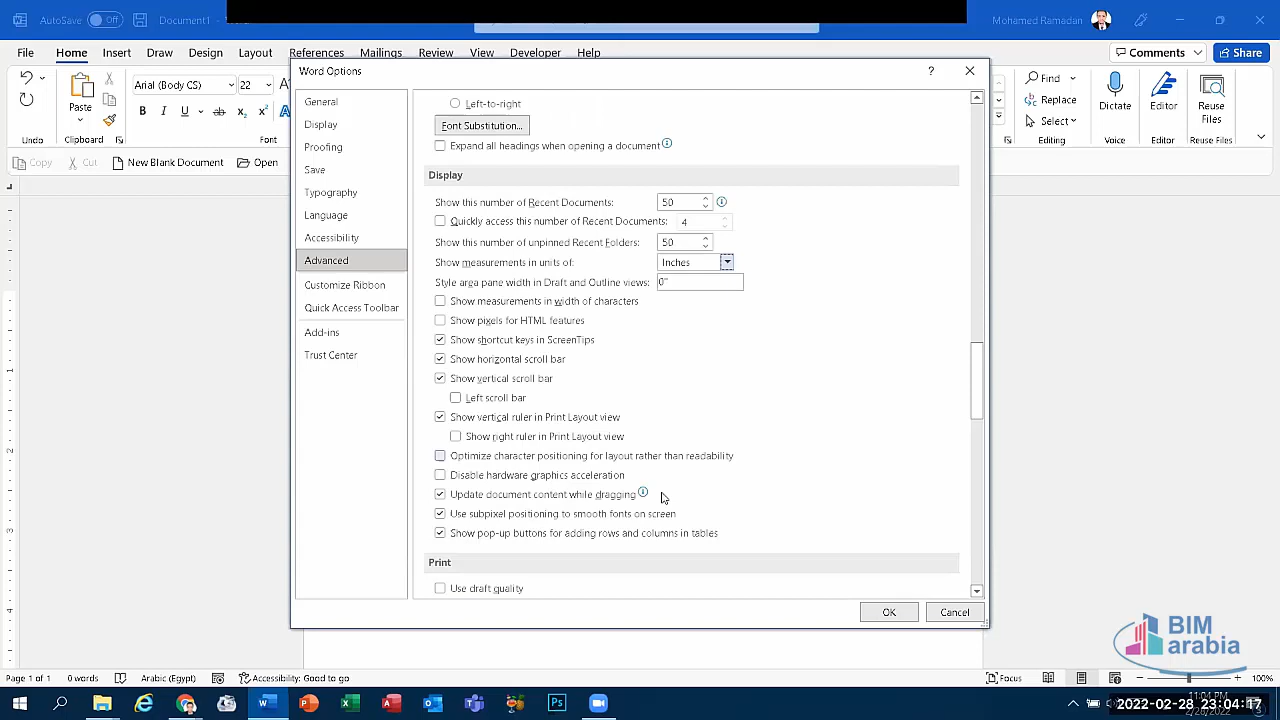 AutoSave Off Document1 - Mohamed Ramadan
File Home Insert Draw Design Layout References Mailings Review View Developer Help Comments Share
Arial (Body CS) 22
Paste
Find
Replace
Select
Dictate
Editor
Reuse
Files
Undo Clipboard Font Editing Voice Editor Reuse Files
Copy Cut New Blank Document Open
Word Options ?
General
Display
Proofing
Save
Typography
Language
Accessibility
Advanced
Customize Ribbon
Quick Access Toolbar
Add-ins
Trust Center
Left-to-right
Font Substitution...
Expand all headings when opening a document
Display
Show this number of Recent Documents: 50
Quickly access this number of Recent Documents: 4
Show this number of unpinned Recent Folders: 50
Show measurements in units of: Inches
Style area pane width in Draft and Outline views: 0"
Show measurements in width of characters
Show pixels for HTML features
Show shortcut keys in ScreenTips
Show horizontal scroll bar
Show vertical scroll bar
Left scroll bar
Show vertical ruler in Print Layout view
Show right ruler in Print Layout view
Optimize character positioning for layout rather than readability
Disable hardware graphics acceleration
Update document content while dragging
Use subpixel positioning to smooth fonts on screen
Show pop-up buttons for adding rows and columns in tables
Print
Use draft quality
OK Cancel
BIM
arabia
Page 1 of 1 0 words Arabic (Egypt) Accessibility: Good to go Focus 100%
2022-02-28 23:04:17